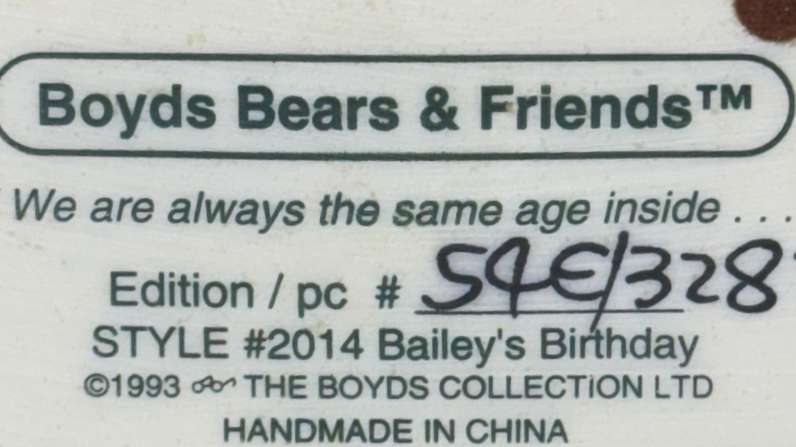 Boyds Bears & Friends™
We are always the same age inside . . .
Edition / pc # 54E/328
STYLE #2014 Bailey's Birthday
©1993 THE BOYDS COLLECTION LTD
HANDMADE IN CHINA